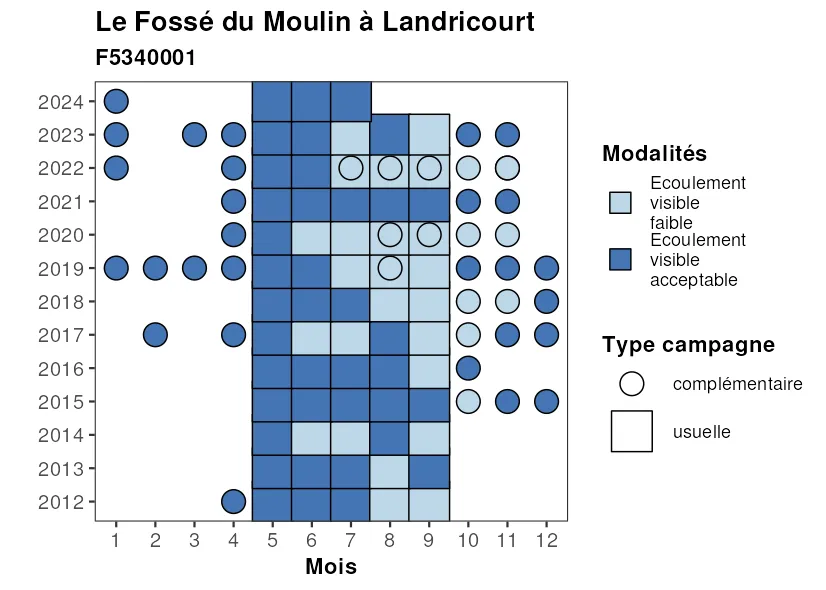 Le Fossé du Moulin à Landricourt
F5340001
2024
2023
2022
2021
2020
2019
2018
2017
2016
2015
2014
2013
2012
1 2 3 4 5 6 7 8 9 10 11 12
Mois
Modalités
Ecoulement
visible
faible
Ecoulement
visible
acceptable
Type campagne
complémentaire
usuelle